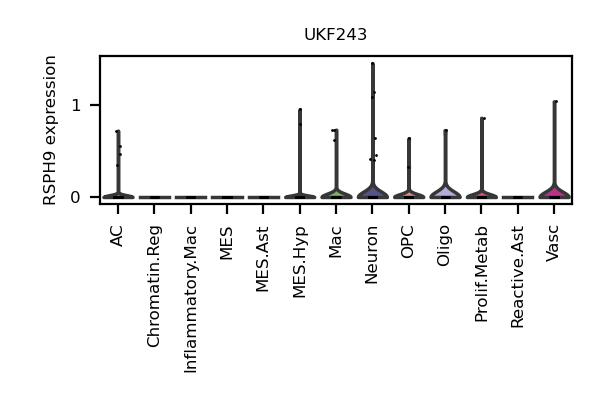 UKF243
RSPH9 expression
1
0
AC
Chromatin.Reg
Inflammatory.Mac
MES
MES.Ast
MES.Hyp
Mac
Neuron
OPC
Oligo
Prolif.Metab
Reactive.Ast
Vasc